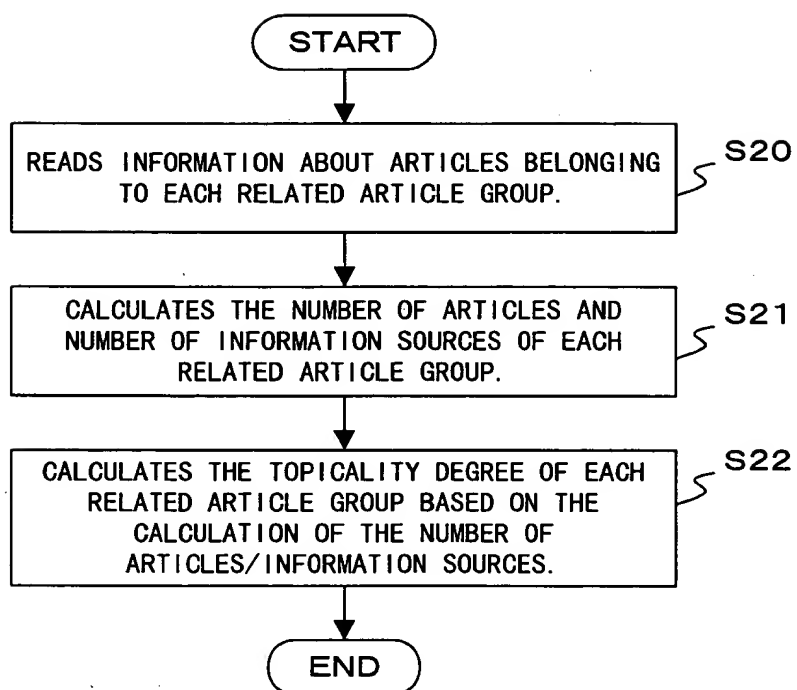 START
READS INFORMATION ABOUT ARTICLES BELONGING
TO EACH RELATED ARTICLE GROUP.
S20
CALCULATES THE NUMBER OF ARTICLES AND
NUMBER OF INFORMATION SOURCES OF EACH
RELATED ARTICLE GROUP.
S21
CALCULATES THE TOPICALITY DEGREE OF EACH
RELATED ARTICLE GROUP BASED ON THE
CALCULATION OF THE NUMBER OF
ARTICLES/INFORMATION SOURCES.
S22
END